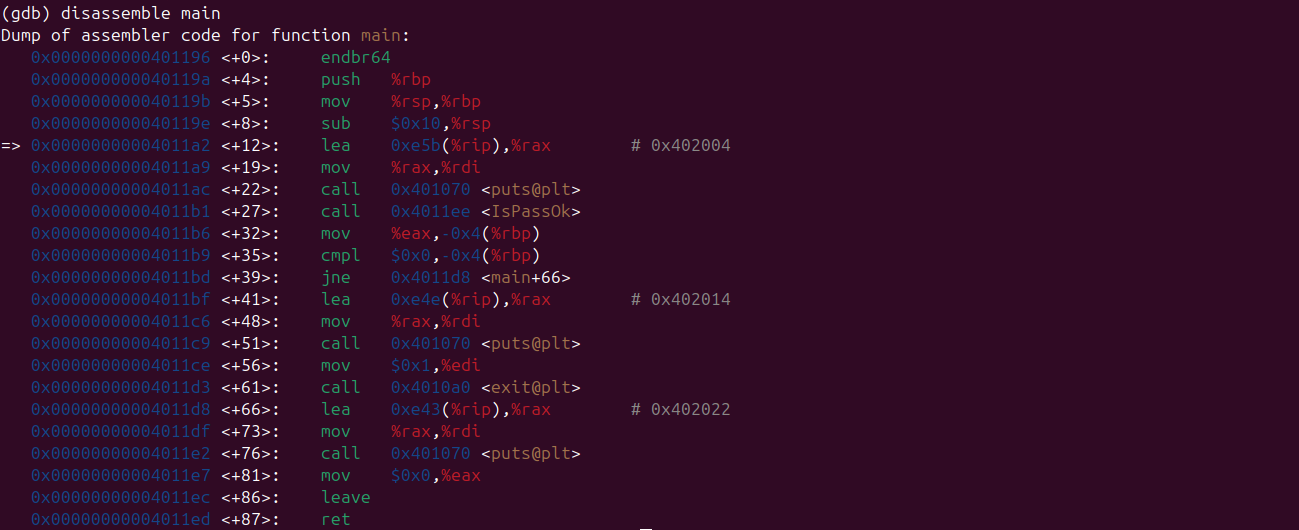 (gdb) disassemble main
Dump of assembler code for function main:
   0x0000000000401196 <+0>:     endbr64
   0x000000000040119a <+4>:     push   %rbp
   0x000000000040119b <+5>:     mov    %rsp,%rbp
   0x000000000040119e <+8>:     sub    $0x10,%rsp
=> 0x00000000004011a2 <+12>:    lea    0xe5b(%rip),%rax        # 0x402004
   0x00000000004011a9 <+19>:    mov    %rax,%rdi
   0x00000000004011ac <+22>:    call   0x401070 <puts@plt>
   0x00000000004011b1 <+27>:    call   0x4011ee <IsPassOk>
   0x00000000004011b6 <+32>:    mov    %eax,-0x4(%rbp)
   0x00000000004011b9 <+35>:    cmpl   $0x0,-0x4(%rbp)
   0x00000000004011bd <+39>:    jne    0x4011d8 <main+66>
   0x00000000004011bf <+41>:    lea    0xe4e(%rip),%rax        # 0x402014
   0x00000000004011c6 <+48>:    mov    %rax,%rdi
   0x00000000004011c9 <+51>:    call   0x401070 <puts@plt>
   0x00000000004011ce <+56>:    mov    $0x1,%edi
   0x00000000004011d3 <+61>:    call   0x4010a0 <exit@plt>
   0x00000000004011d8 <+66>:    lea    0xe43(%rip),%rax        # 0x402022
   0x00000000004011df <+73>:    mov    %rax,%rdi
   0x00000000004011e2 <+76>:    call   0x401070 <puts@plt>
   0x00000000004011e7 <+81>:    mov    $0x0,%eax
   0x00000000004011ec <+86>:    leave
   0x00000000004011ed <+87>:    ret